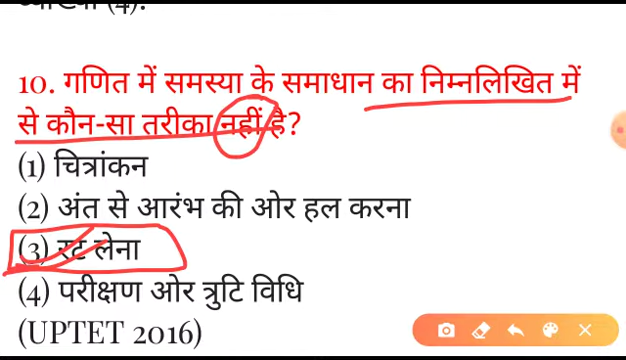 10. गणित में समस्या के समाधान का निम्नलिखित में
से कौन-सा तरीका नहीं है?
(1) चित्रांकन
(2) अंत से आरंभ की ओर हल करना
(3) रट लेना
(4) परीक्षण ओर त्रुटि विधि
(UPTET 2016)